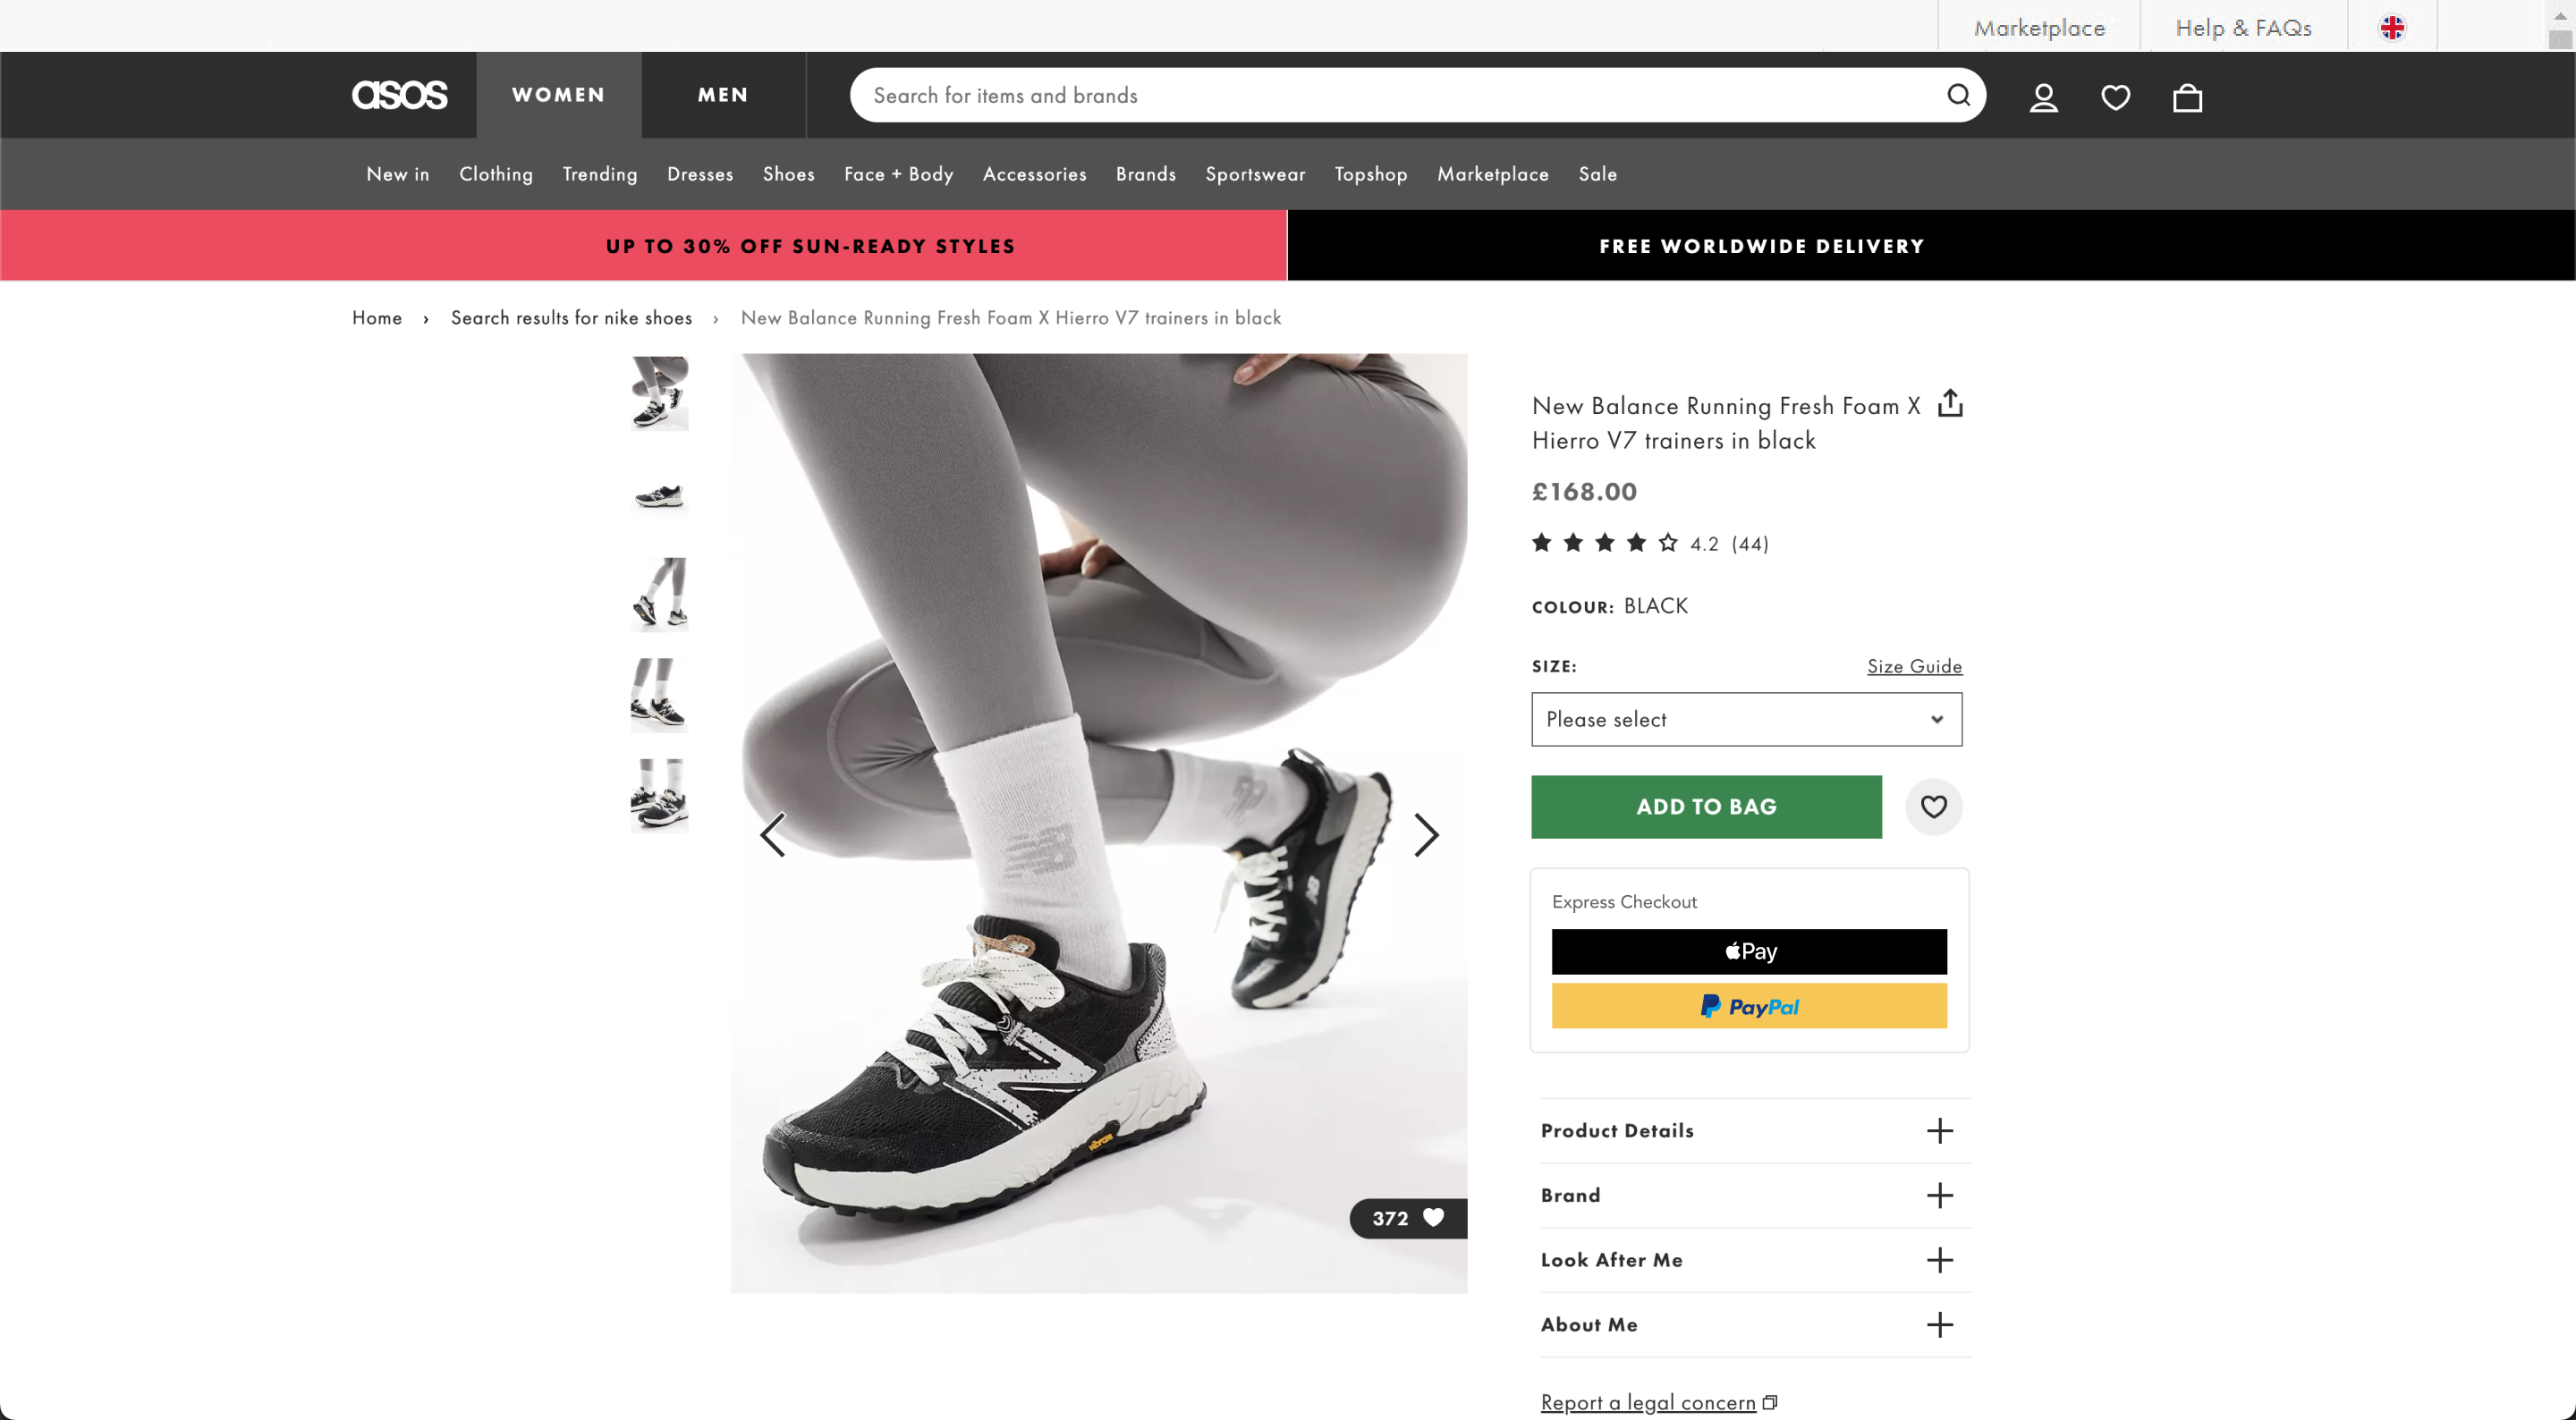 Marketplace
Help & FAQs
asos
WOMEN
MEN
Search for items and brands
New in
Clothing
Trending
Dresses
Shoes
Face + Body
Accessories
Brands
Sportswear
Topshop
Marketplace
Sale
UP TO 30% OFF SUN-READY STYLES
FREE WORLDWIDE DELIVERY
Home › Search results for nike shoes › New Balance Running Fresh Foam X Hierro V7 trainers in black
New Balance Running Fresh Foam X
Hierro V7 trainers in black
£168.00
4.2 (44)
COLOUR: BLACK
SIZE:
Size Guide
Please select
ADD TO BAG
Express Checkout
Pay
PayPal
vibram
372
Product Details
Brand
Look After Me
About Me
Report a legal concern